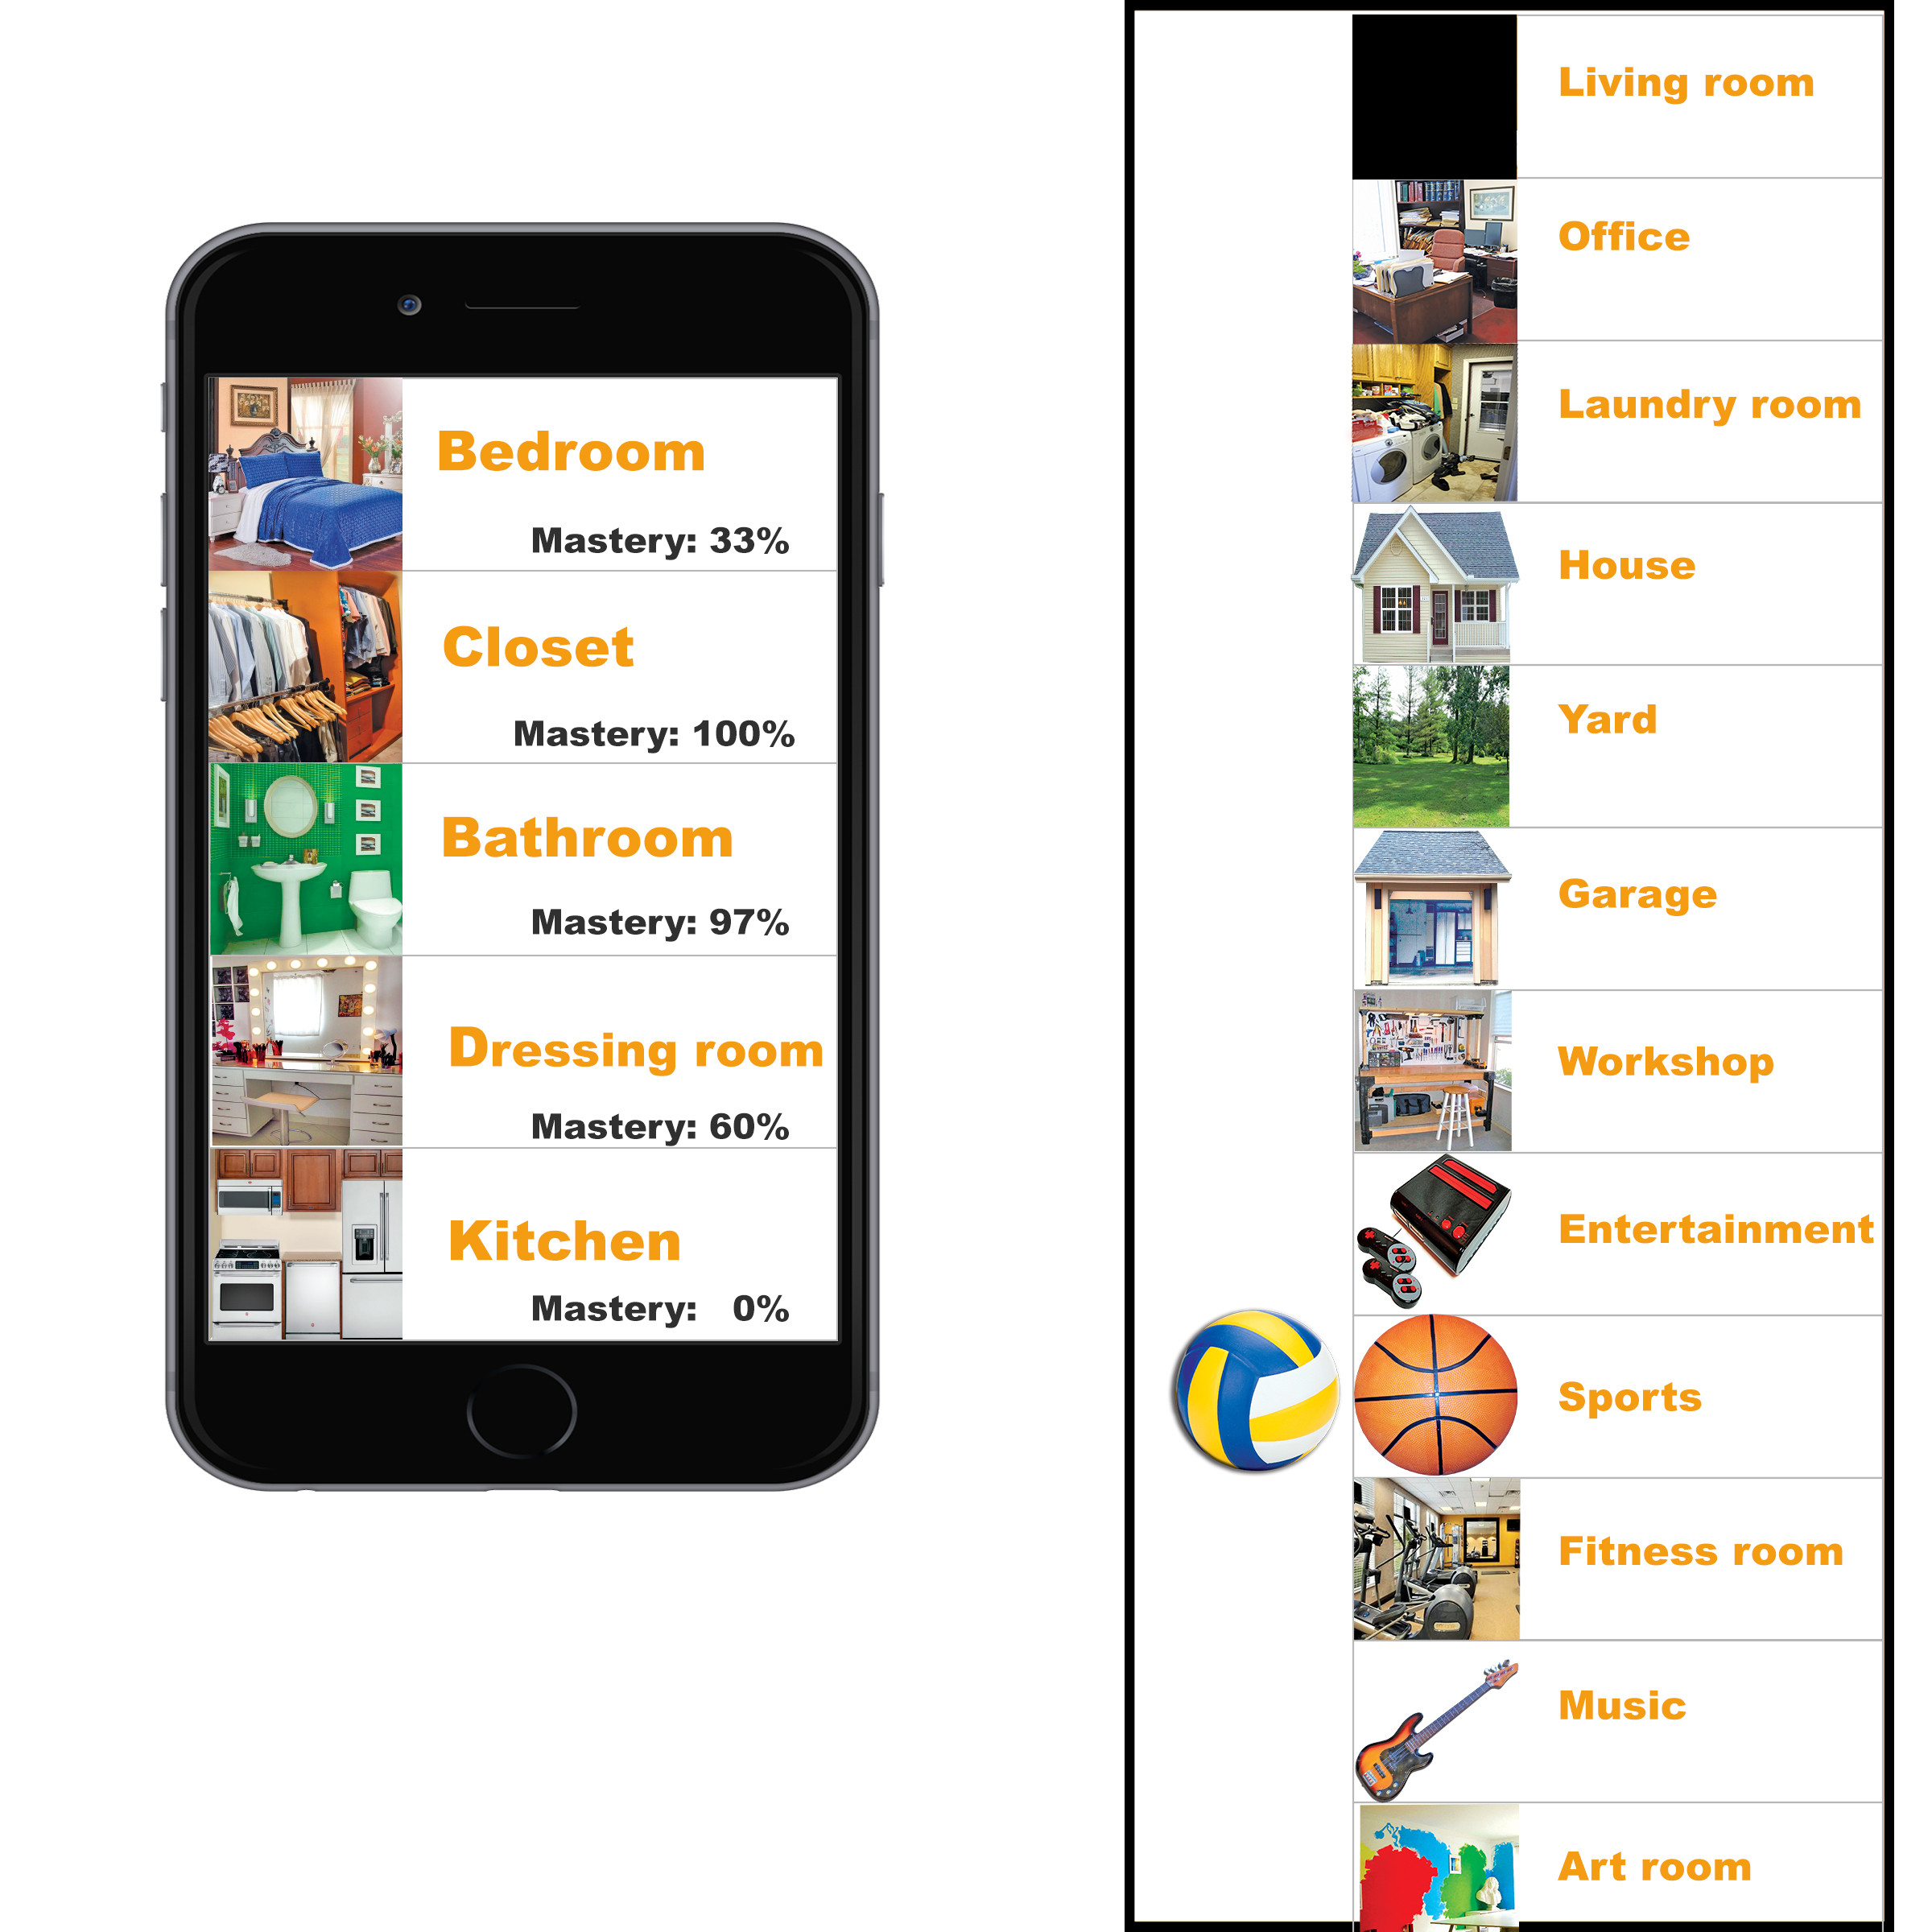 Bedroom
Mastery: 33%
Closet
Mastery: 100%
Bathroom
Mastery: 97%
Dressing room
Mastery: 60%
Kitchen
Mastery: 0%
Living room
Office
Laundry room
House
Yard
Garage
Workshop
Entertainment
Sports
Fitness room
Music
Art room